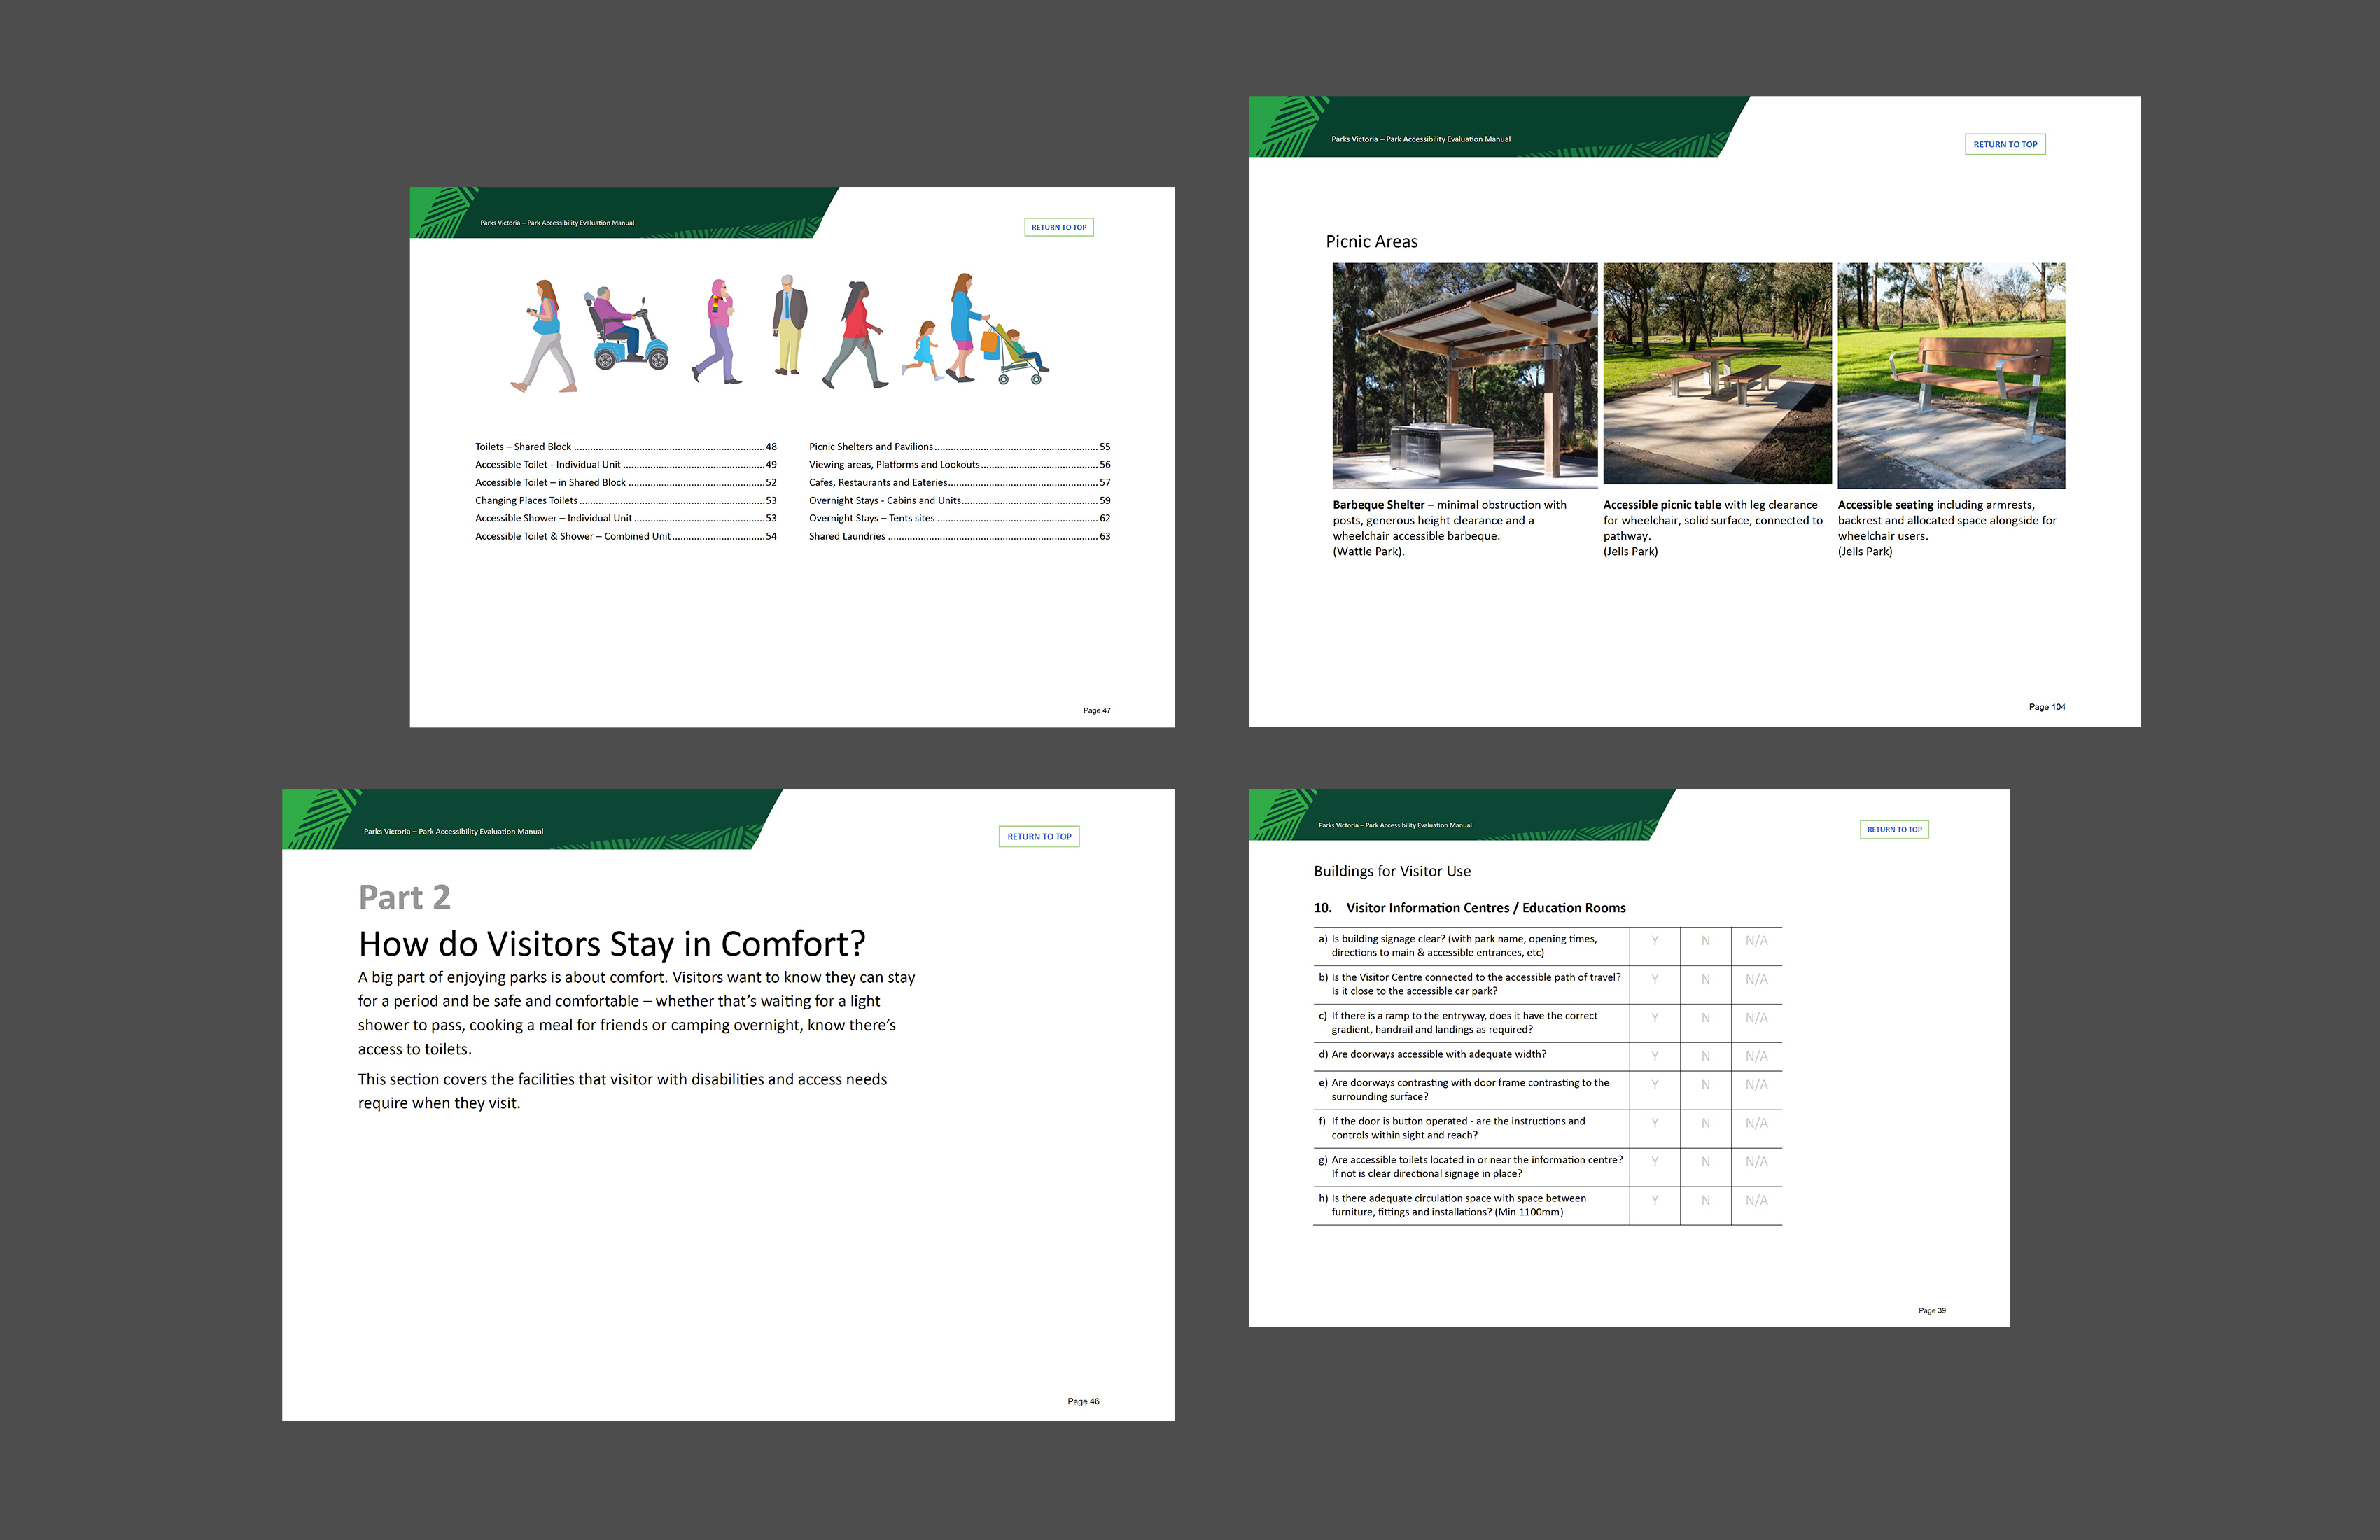 Parks Victoria – Park Accessibility Evaluation Manual
RETURN TO TOP
Toilets – Shared Block ........ 48
Accessible Toilet - Individual Unit ........ 49
Accessible Toilet – in Shared Block ........ 52
Changing Places Toilets ........ 53
Accessible Shower – Individual Unit ........ 53
Accessible Toilet & Shower – Combined Unit ........ 54
Picnic Shelters and Pavilions ........ 55
Viewing areas, Platforms and Lookouts ........ 56
Cafes, Restaurants and Eateries ........ 57
Overnight Stays - Cabins and Units ........ 59
Overnight Stays – Tents sites ........ 62
Shared Laundries ........ 63
Page 47
Parks Victoria – Park Accessibility Evaluation Manual
RETURN TO TOP
Picnic Areas
Barbeque Shelter – minimal obstruction with
posts, generous height clearance and a
wheelchair accessible barbeque.
(Wattle Park).
Accessible picnic table with leg clearance
for wheelchair, solid surface, connected to
pathway.
(Jells Park)
Accessible seating including armrests,
backrest and allocated space alongside for
wheelchair users.
(Jells Park)
Page 104
Parks Victoria – Park Accessibility Evaluation Manual
RETURN TO TOP
Part 2
How do Visitors Stay in Comfort?
A big part of enjoying parks is about comfort. Visitors want to know they can stay
for a period and be safe and comfortable – whether that's waiting for a light
shower to pass, cooking a meal for friends or camping overnight, know there's
access to toilets.
This section covers the facilities that visitor with disabilities and access needs
require when they visit.
Page 46
Parks Victoria – Park Accessibility Evaluation Manual
RETURN TO TOP
Buildings for Visitor Use
10. Visitor Information Centres / Education Rooms
a) Is building signage clear? (with park name, opening times,
directions to main & accessible entrances, etc)
Y N N/A
b) Is the Visitor Centre connected to the accessible path of travel?
Is it close to the accessible car park?
Y N N/A
c) If there is a ramp to the entryway, does it have the correct
gradient, handrail and landings as required?
Y N N/A
d) Are doorways accessible with adequate width?
Y N N/A
e) Are doorways contrasting with door frame contrasting to the
surrounding surface?
Y N N/A
f) If the door is button operated - are the instructions and
controls within sight and reach?
Y N N/A
g) Are accessible toilets located in or near the information centre?
If not is clear directional signage in place?
Y N N/A
h) Is there adequate circulation space with space between
furniture, fittings and installations? (Min 1100mm)
Y N N/A
Page 39